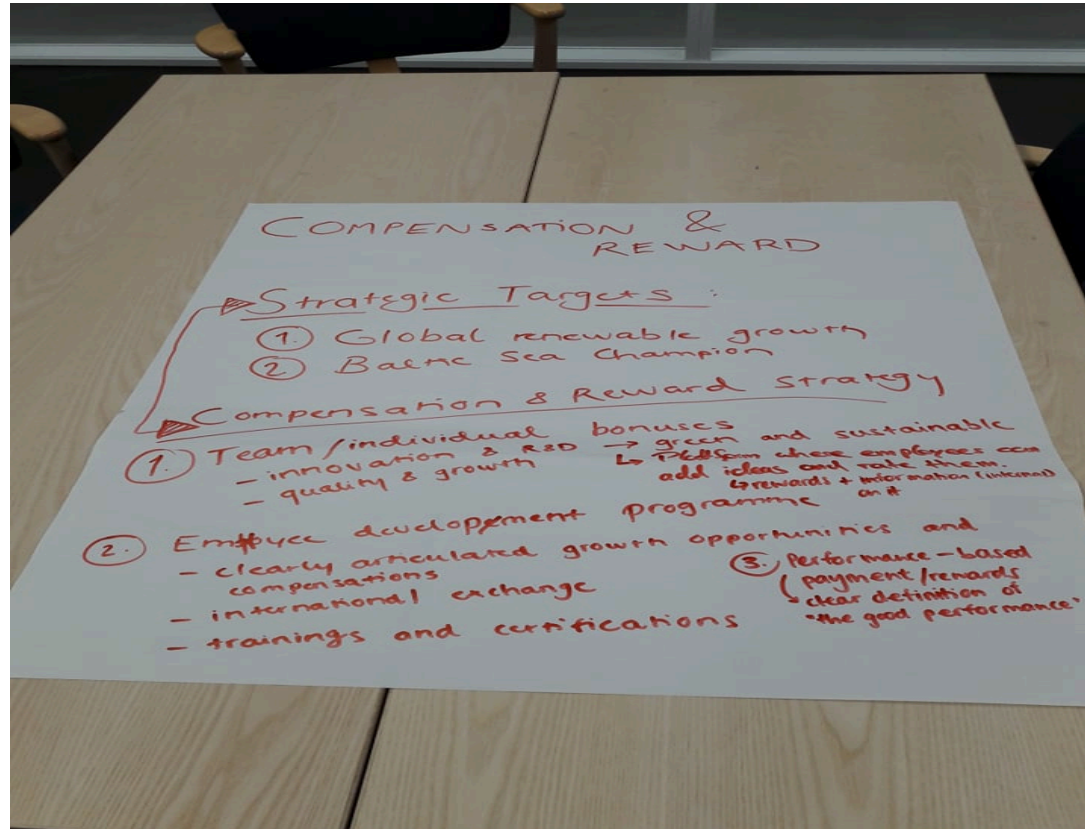 COMPENSATION &
REWARD
Strategic Targets :
1. Global renewable growth
2. Baltic Sea Champion
Compensation & Reward Strategy
1. Team/individual bonuses
- innovation & R&D → green and sustainable
- quality & growth
↳ Platform where employees can
add ideas and rate them.
↳ rewards + information (internal)
on it
2. Employee development programme
- clearly articulated growth opportunities and
compensations
- international exchange
- trainings and certifications
3. Performance-based
payment/rewards
clear definition of
"the good performance"